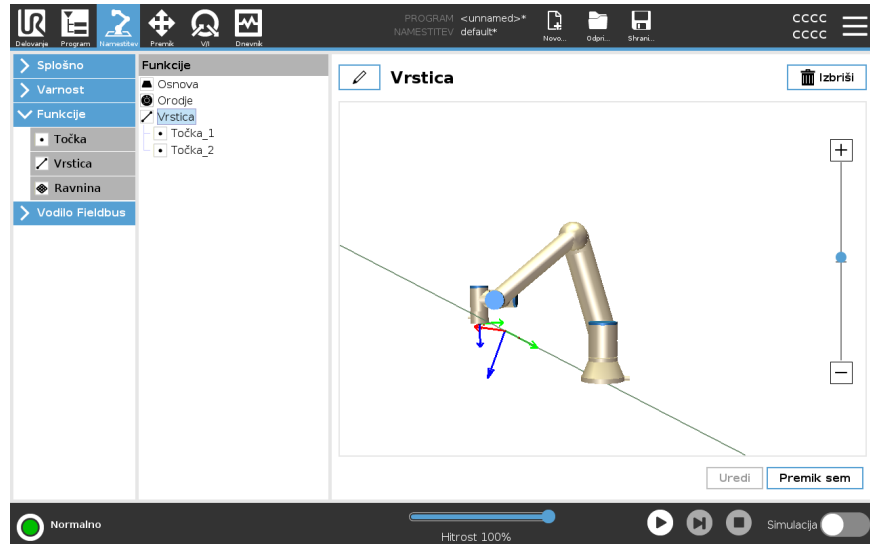 UR
Delovanje Program Namestitev Premik V/I Dnevnik
PROGRAM <unnamed>*
NAMESTITEV default*
Novo... Odpri... Shrani...
CCCC
CCCC
Splošno
Varnost
Funkcije
Točka
Vrstica
Ravnina
Vodilo Fieldbus
Funkcije
Osnova
Orodje
Vrstica
Točka_1
Točka_2
Vrstica
Izbriši
Uredi
Premik sem
Normalno
Hitrost 100%
Simulacija